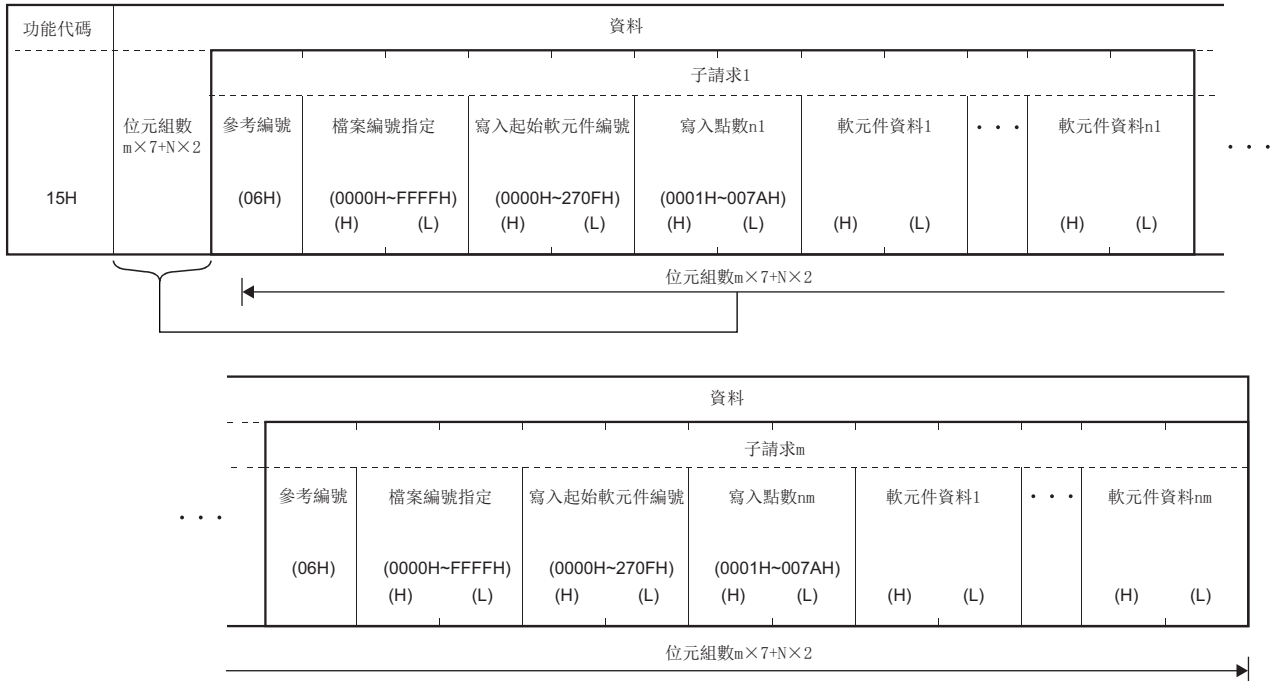 功能代碼 資料
子請求1
位元組數 參考編號 檔案編號指定 寫入起始軟元件編號 寫入點數n1 軟元件資料1 ・・・ 軟元件資料n1
m×7+N×2
・・・
15H (06H) (0000H~FFFFH) (0000H~270FH) (0001H~007AH)
(H) (L) (H) (L) (H) (L) (H) (L) (H) (L)
位元組數m×7+N×2
資料
子請求m
參考編號 檔案編號指定 寫入起始軟元件編號 寫入點數nm 軟元件資料1 ・・・ 軟元件資料nm
・・・
(06H) (0000H~FFFFH) (0000H~270FH) (0001H~007AH)
(H) (L) (H) (L) (H) (L) (H) (L) (H) (L)
位元組數m×7+N×2